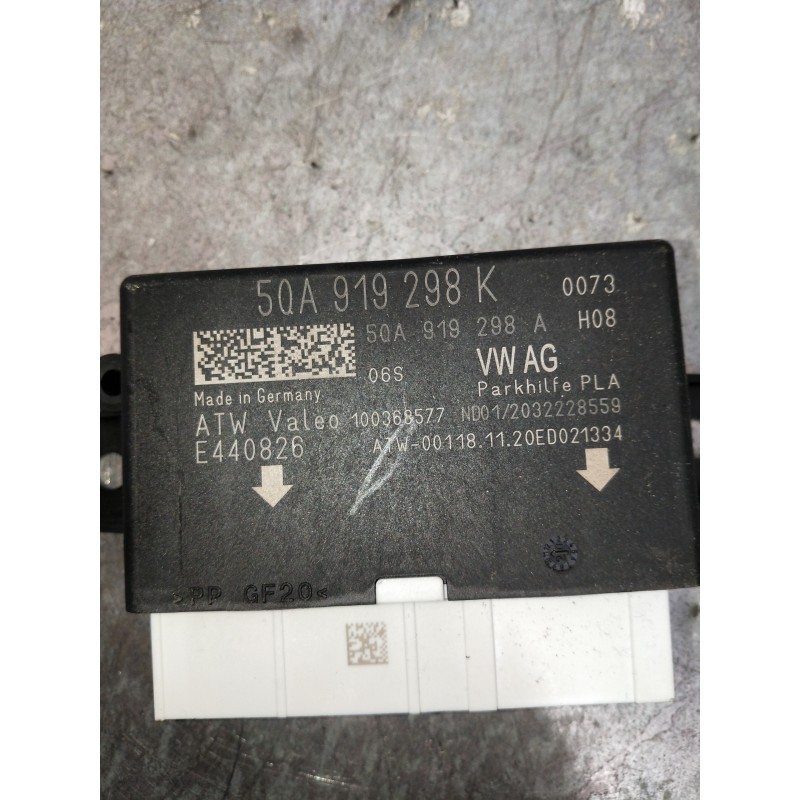 5QA 919 298 K 0073
5QA 919 298 A H08
06S VW AG
Made in Germany Parkhilfe PLA
ATW Valeo 100368577 ND01/2032228559
E440826 ATW-00118.11.20ED021334
>PP GF20<